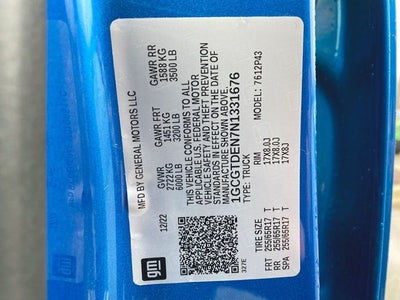 MFD BY GENERAL MOTORS LLC
12/22 GVWR GAWR FRT GAWR RR
2722 KG 1451 KG 1588 KG
6000 LB 3200 LB 3500 LB
THIS VEHICLE CONFORMS TO ALL
APPLICABLE U.S. FEDERAL MOTOR
VEHICLE SAFETY AND THEFT PREVENTION
STANDARDS IN EFFECT ON THE DATE OF
MANUFACTURE SHOWN ABOVE.
1GCGTDEN7N1331676
TYPE: TRUCK MODEL: 7612P43
gm
327E
TIRE SIZE RIM
FRT 255/65R17 T 17X8.0J
RR 255/65R17 T 17X8.0J
SPA 255/65R17 T 17X8J